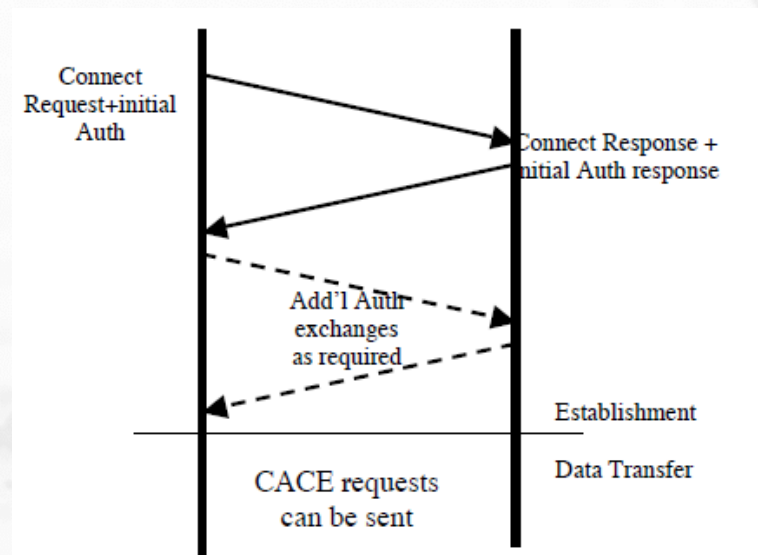 Connect
Request+initial
Auth
Connect Response +
initial Auth response
Add'l Auth
exchanges
as required
Establishment
Data Transfer
CACE requests
can be sent